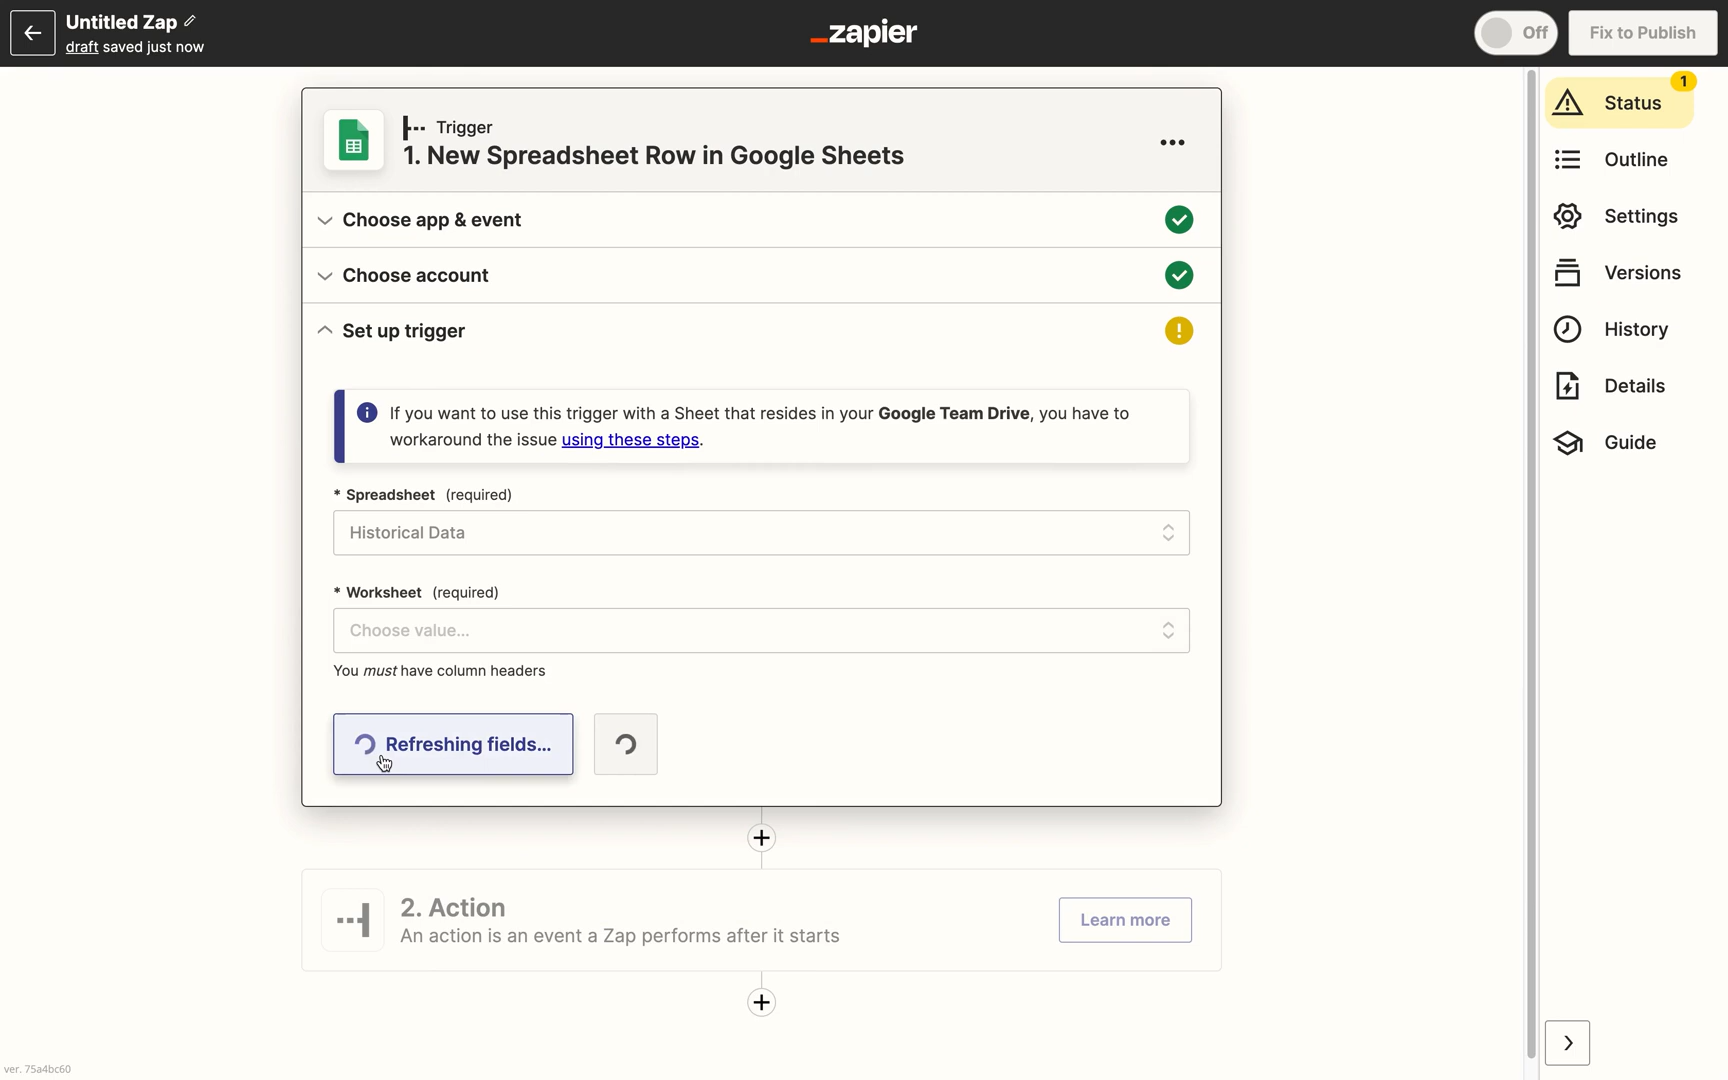 Untitled Zap
draft saved just now
zapier
Off
Fix to Publish
Trigger
1. New Spreadsheet Row in Google Sheets
Choose app & event
Choose account
Set up trigger
If you want to use this trigger with a Sheet that resides in your Google Team Drive, you have to
workaround the issue using these steps.
* Spreadsheet (required)
Historical Data
* Worksheet (required)
Choose value...
You must have column headers
Refreshing fields...
2. Action
An action is an event a Zap performs after it starts
Learn more
1
Status
Outline
Settings
Versions
History
Details
Guide
ver. 75a4bc60